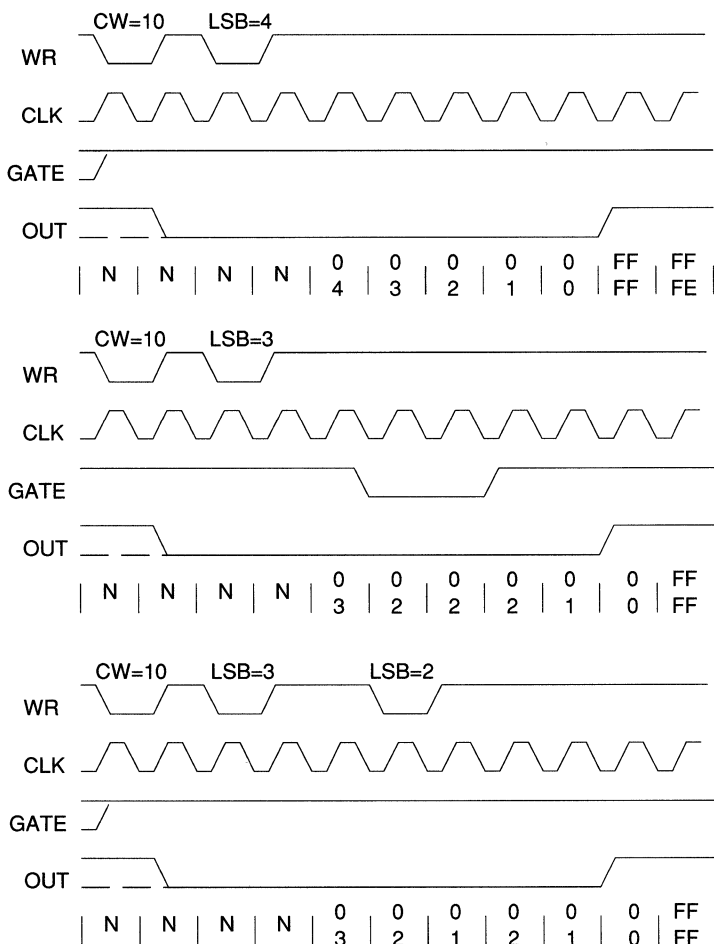 CW=10 LSB=4
WR
CLK
GATE
OUT
0 0 0 0 0 FF FF
N N N N
4 3 2 1 0 FF FE
CW=10 LSB=3
WR
CLK
GATE
OUT
0 0 0 0 0 0 FF
N N N N
3 2 2 2 1 0 FF
CW=10 LSB=3 LSB=2
WR
CLK
GATE
OUT
0 0 0 0 0 0 FF
N N N N
3 2 1 2 1 0 FF